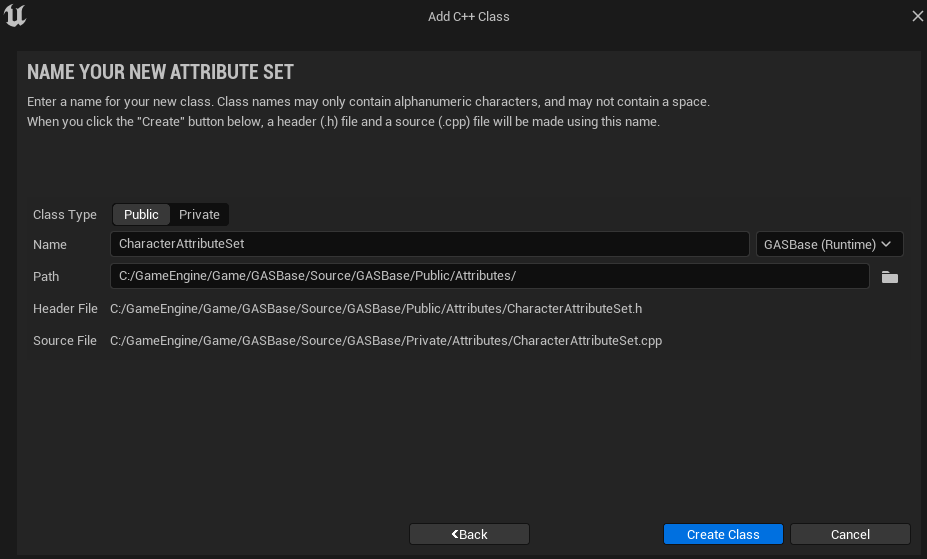 Add C++ Class
NAME YOUR NEW ATTRIBUTE SET
Enter a name for your new class. Class names may only contain alphanumeric characters, and may not contain a space.
When you click the "Create" button below, a header (.h) file and a source (.cpp) file will be made using this name.
Class Type Public Private
Name CharacterAttributeSet GASBase (Runtime)
Path C:/GameEngine/Game/GASBase/Source/GASBase/Public/Attributes/
Header File C:/GameEngine/Game/GASBase/Source/GASBase/Public/Attributes/CharacterAttributeSet.h
Source File C:/GameEngine/Game/GASBase/Source/GASBase/Private/Attributes/CharacterAttributeSet.cpp
<Back Create Class Cancel